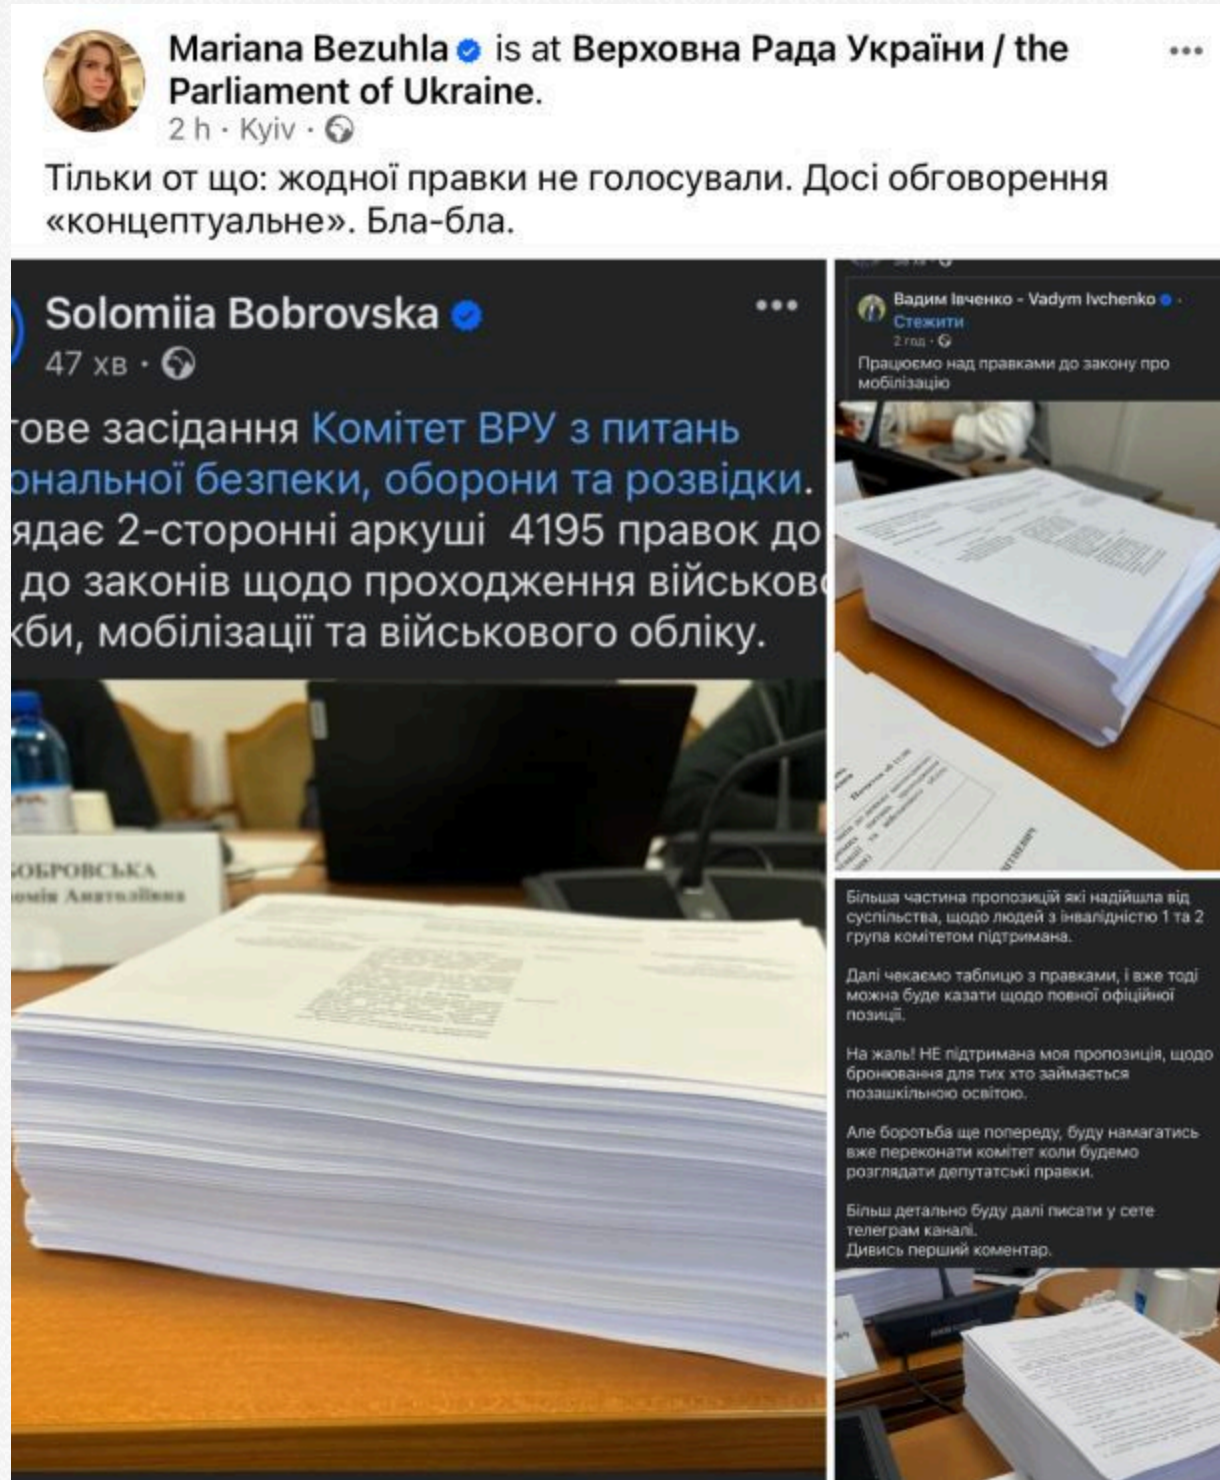 Mariana Bezuhla is at Верховна Рада України / the
Parliament of Ukraine.
2 h · Kyiv ·
Тільки от що: жодної правки не голосували. Досі обговорення
«концептуальне». Бла-бла.
Solomiia Bobrovska
47 хв ·
ове засідання Комітет ВРУ з питань
ональної безпеки, оборони та розвідки.
ядає 2-сторонні аркуші 4195 правок до
до законів щодо проходження військово
кби, мобілізації та військового обліку.
ОБРОВСЬКА
Анатоліївна
Вадим Івченко - Vadym Ivchenko ·
Стежити
2 год ·
Працюємо над правками до закону про
мобілізацію
Більша частина пропозицій які надійшла від
суспільства, щодо людей з інвалідністю 1 та 2
група комітетом підтримана.
Далі чекаємо таблицю з правками, і вже тоді
можна буде казати щодо повної офіційної
позиції.
На жаль! НЕ підтримана моя пропозиція, щодо
бронювання для тих хто займається
позашкільною освітою.
Але боротьба ще попереду, буду намагатись
вже переконати комітет коли будемо
розглядати депутатські правки.
Більш детально буду далі писати у сете
телеграм каналі.
Дивись перший коментар.